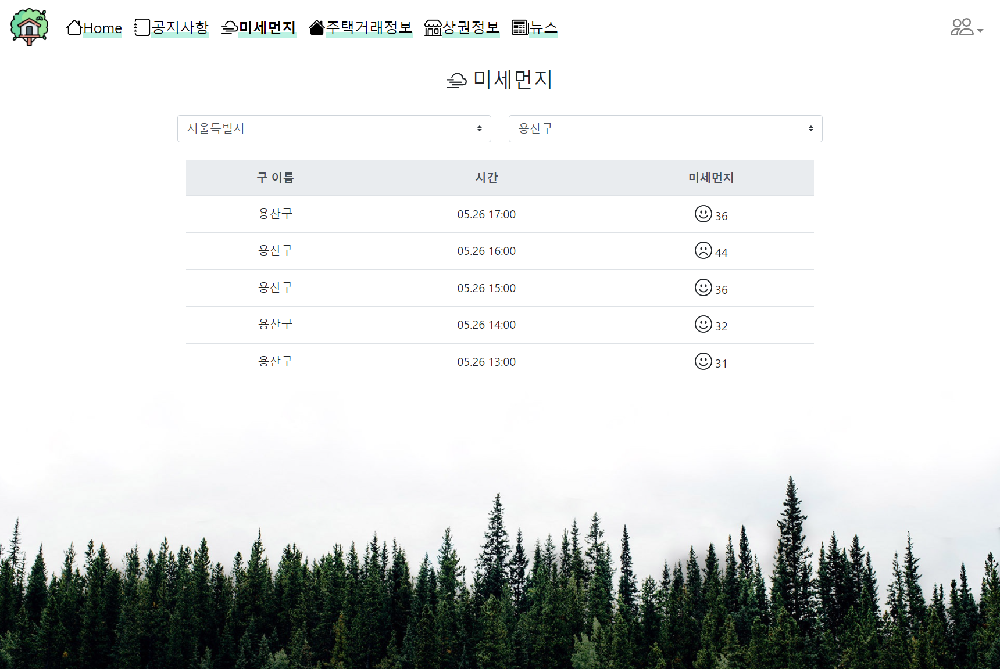 Home 공지사항 미세먼지 주택거래정보 상권정보 뉴스
미세먼지
서울특별시 용산구
구 이름 시간 미세먼지
용산구 05.26 17:00 36
용산구 05.26 16:00 44
용산구 05.26 15:00 36
용산구 05.26 14:00 32
용산구 05.26 13:00 31